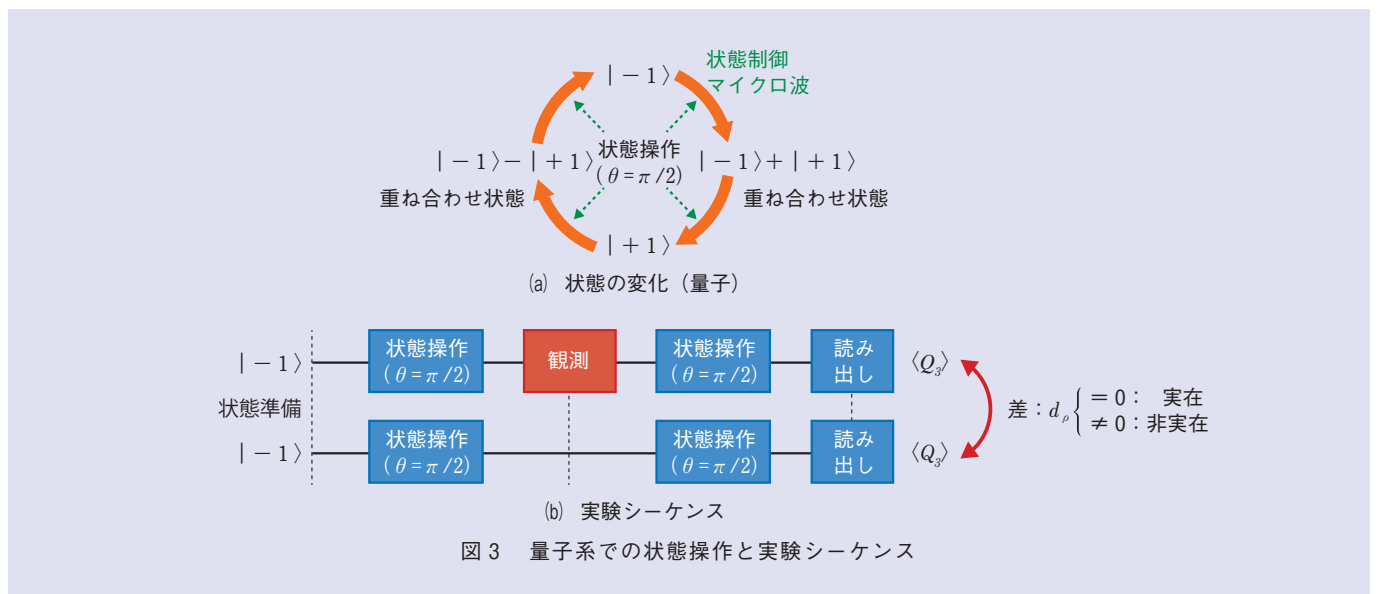 |−1⟩
状態制御
マイクロ波
|−1⟩−|+1⟩
重ね合わせ状態
状態操作
(θ=π/2)
|−1⟩+|+1⟩
重ね合わせ状態
|+1⟩
(a) 状態の変化（量子）
|−1⟩
状態操作
(θ=π/2)
観測
状態操作
(θ=π/2)
読み
出し
⟨Q₃⟩
状態準備
差：dρ { ＝0： 実在
≠0：非実在
|−1⟩
状態操作
(θ=π/2)
状態操作
(θ=π/2)
読み
出し
⟨Q₃⟩
(b) 実験シーケンス
図3 量子系での状態操作と実験シーケンス